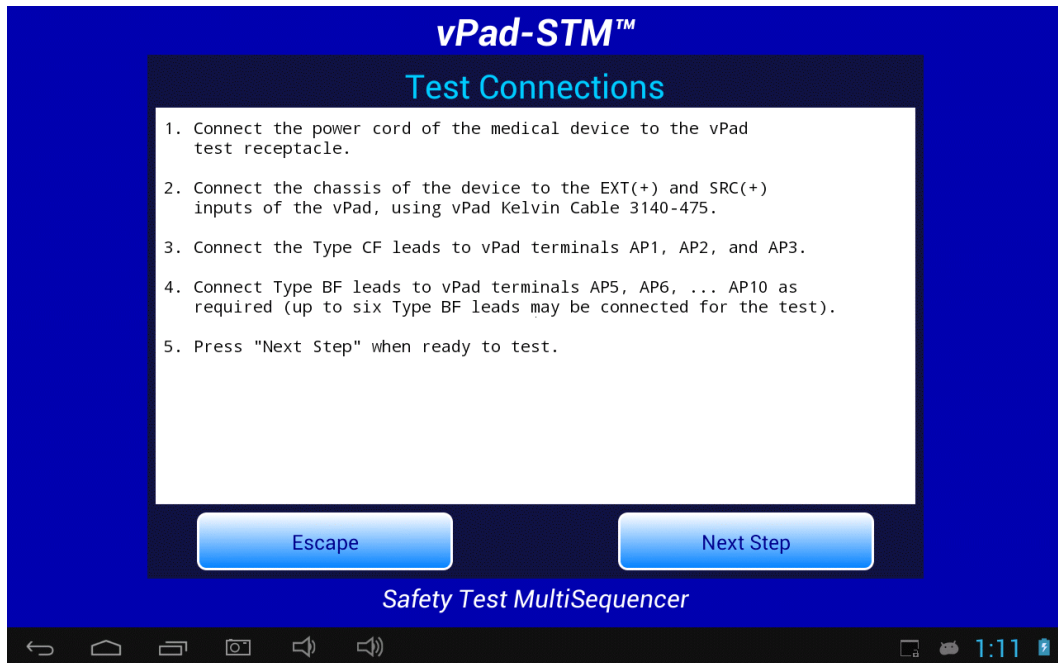 vPad-STM™
Test Connections
1. Connect the power cord of the medical device to the vPad
test receptacle.
2. Connect the chassis of the device to the EXT(+) and SRC(+)
inputs of the vPad, using vPad Kelvin Cable 3140-475.
3. Connect the Type CF leads to vPad terminals AP1, AP2, and AP3.
4. Connect Type BF leads to vPad terminals AP5, AP6, ... AP10 as
required (up to six Type BF leads may be connected for the test).
5. Press "Next Step" when ready to test.
Escape Next Step
Safety Test MultiSequencer
1:11